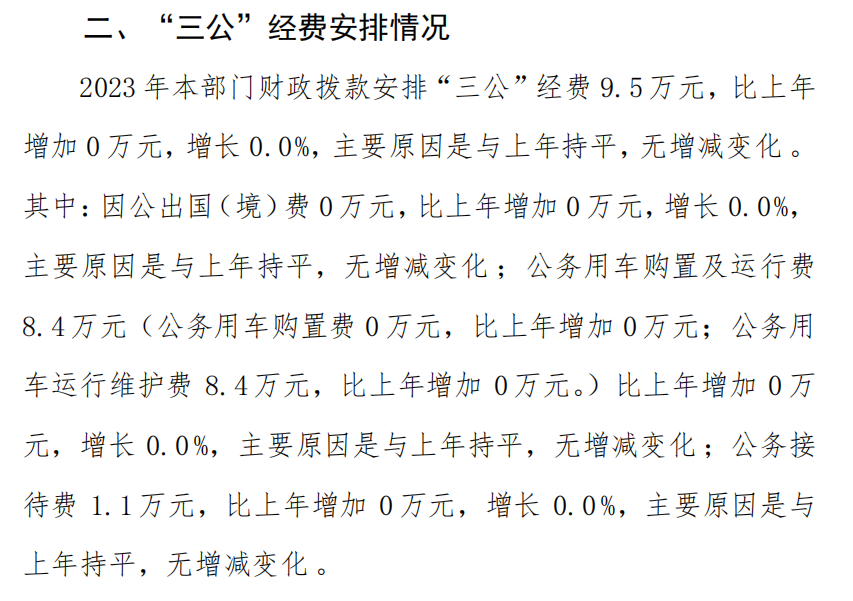 二、“三公”经费安排情况
2023 年本部门财政拨款安排“三公”经费 9.5 万元，比上年
增加 0 万元，增长 0.0%，主要原因是与上年持平，无增减变化。
其中：因公出国（境）费 0 万元，比上年增加 0 万元，增长 0.0%，
主要原因是与上年持平，无增减变化；公务用车购置及运行费
8.4 万元（公务用车购置费 0 万元，比上年增加 0 万元；公务用
车运行维护费 8.4 万元，比上年增加 0 万元。）比上年增加 0 万
元，增长 0.0%，主要原因是与上年持平，无增减变化；公务接
待费 1.1 万元，比上年增加 0 万元，增长 0.0%，主要原因是与
上年持平，无增减变化。